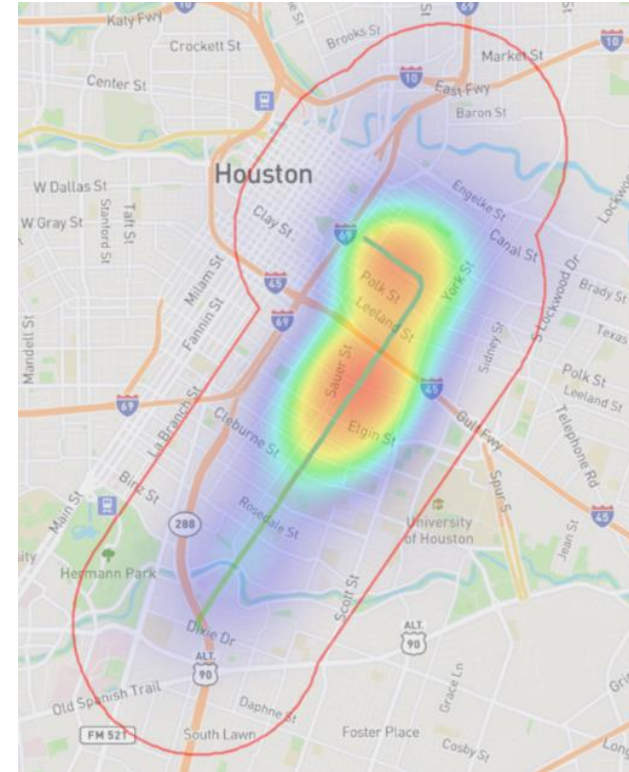 Katy Fwy
10
Crockett St
Brooks St
69
Market St
10
Center St
10
East Fwy
Baron St
Houston
W Dallas St
Engelke St
Lockwood
W Gray St
Stanford St
Taft St
Clay St
69
Canal St
Milam St
Polk St
York St
Brady St
45
Leeland St
Fannin St
69
S Lockwood Dr
Texas
Mandell St
Sauer St
Sidney St
Polk St
Leeland St
69
45
La Branch St
Cleburne St
Elgin St
Gulf Fwy
Telephone Rd
Main St
Binz St
Rosedale St
Spur 5
288
University
of Houston
45
sity
Jean St
Hermann Park
Scott St
Dixie Dr
ALT.
90
ALT.
90
Old Spanish Trail
Grace Ln
Gri
Daphne St
FM 521
South Lawn
Foster Place
Cosby St